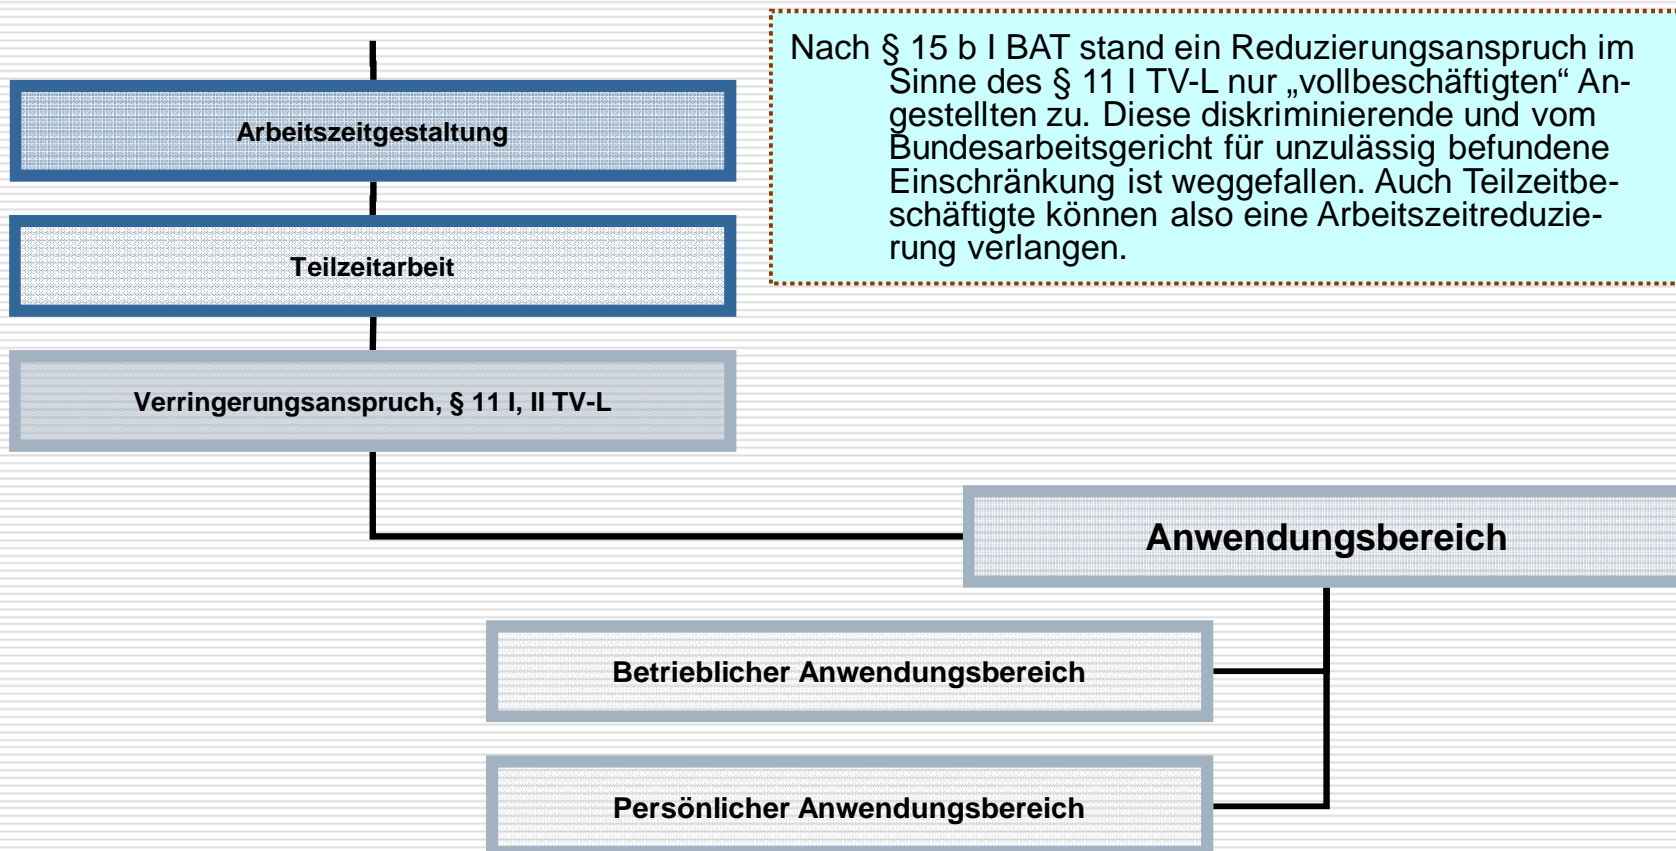 Nach § 15 b I BAT stand ein Reduzierungsanspruch im
Sinne des § 11 I TV-L nur „vollbeschäftigten“ An-
gestellten zu. Diese diskriminierende und vom
Bundesarbeitsgericht für unzulässig befundene
Einschränkung ist weggefallen. Auch Teilzeitbe-
schäftigte können also eine Arbeitszeitreduzie-
rung verlangen.
Arbeitszeitgestaltung
Teilzeitarbeit
Verringerungsanspruch, § 11 I, II TV-L
Anwendungsbereich
Betrieblicher Anwendungsbereich
Persönlicher Anwendungsbereich